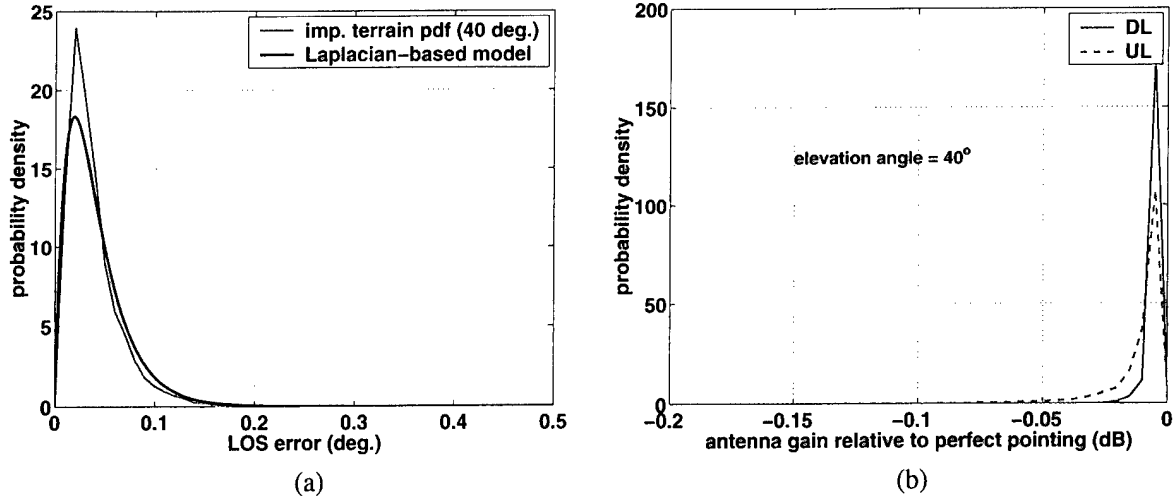 25
20
15
10
5
0
probability density
imp. terrain pdf (40 deg.)
Laplacian-based model
0
0.1
0.2
0.3
0.4
0.5
LOS error (deg.)
(a)
200
150
100
50
0
probability density
DL
UL
elevation angle = 40°
-0.2
-0.15
-0.1
-0.05
0
antenna gain relative to perfect pointing (dB)
(b)